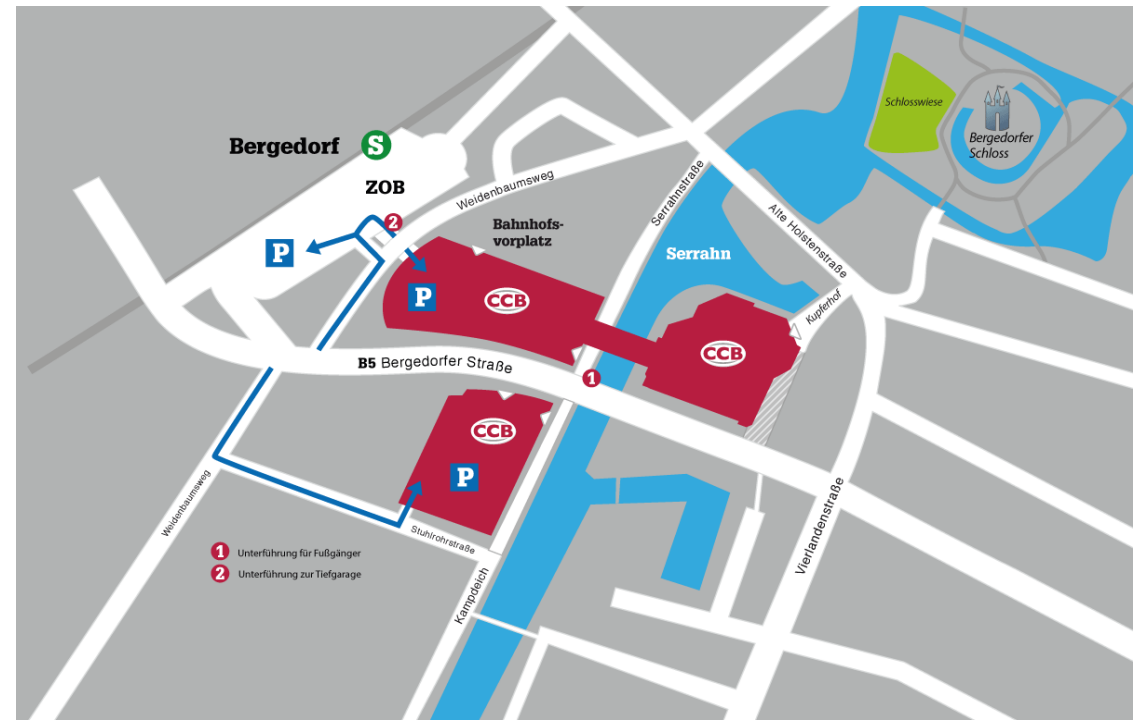 Schlosswiese
Bergedorfer
Schloss
Bergedorf S
ZOB
Weidenbaumsweg
Serrahnstraße
Alte Holstenstraße
2
Bahnhofs-
vorplatz
P
Serrahn
P
CCB
Kupferhof
CCB
B5 Bergedorfer Straße
1
CCB
P
Weidenbaumsweg
Stuhlrohrstraße
Vierlandenstraße
Kampdeich
1 Unterführung für Fußgänger
2 Unterführung zur Tiefgarage